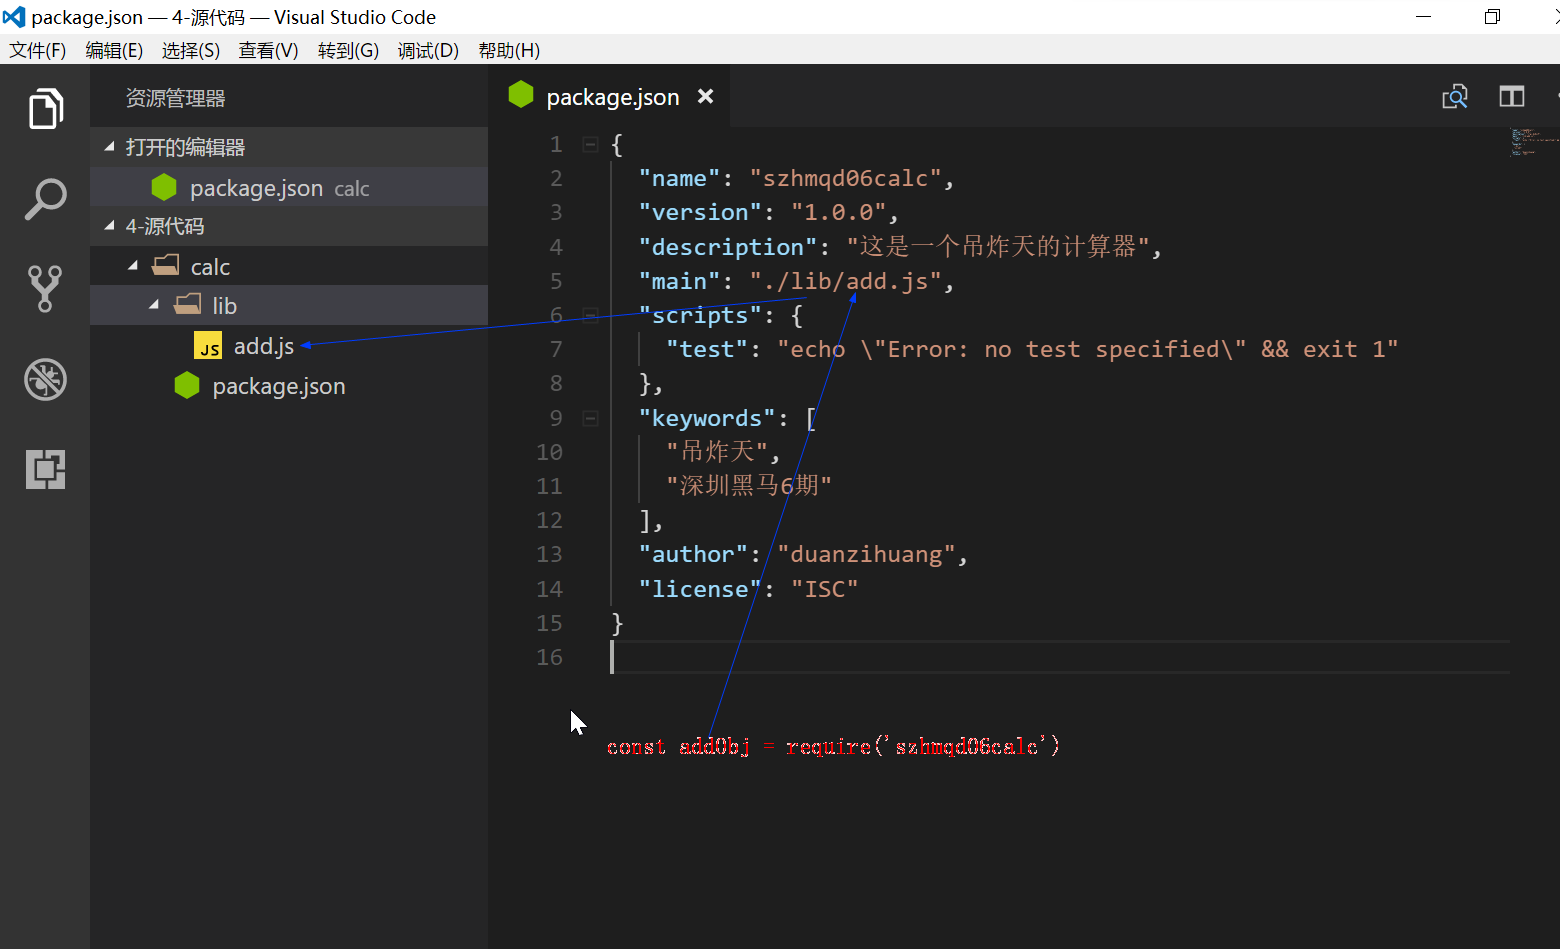 package.json — 4-源代码 — Visual Studio Code
文件(F) 编辑(E) 选择(S) 查看(V) 转到(G) 调试(D) 帮助(H)
资源管理器
打开的编辑器
package.json calc
4-源代码
calc
lib
JS add.js
package.json
package.json
1 {
2 "name": "szhmqd06calc",
3 "version": "1.0.0",
4 "description": "这是一个吊炸天的计算器",
5 "main": "./lib/add.js",
6 "scripts": {
7 "test": "echo \"Error: no test specified\" && exit 1"
8 },
9 "keywords": [
10 "吊炸天",
11 "深圳黑马6期"
12 ],
13 "author": "duanzihuang",
14 "license": "ISC"
15 }
16
const addObj = require('szhmqd06calc')